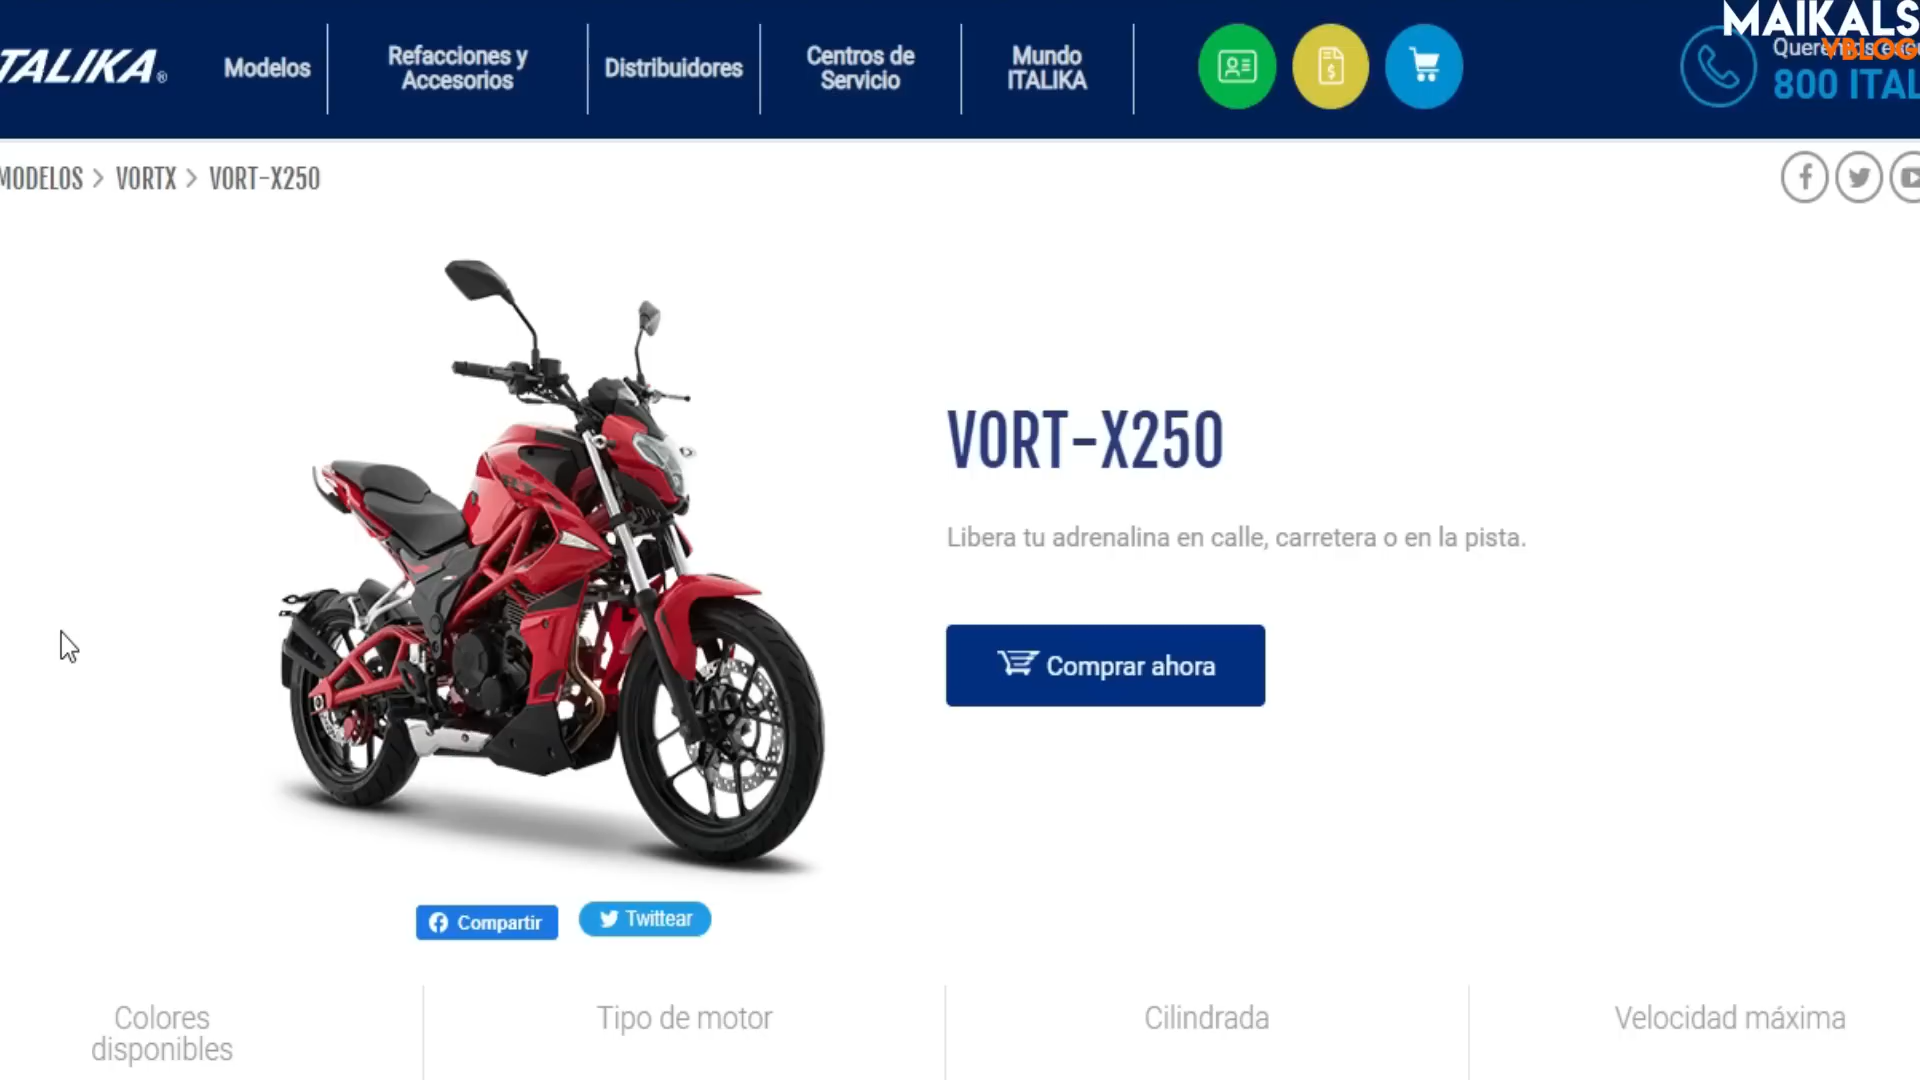 MAIKALS
VBLOG
TALIKA®
Modelos
Refacciones y
Accesorios
Distribuidores
Centros de
Servicio
Mundo
ITALIKA
800 ITAL
MODELOS > VORTX > VORT-X250
VORT-X250
Libera tu adrenalina en calle, carretera o en la pista.
Comprar ahora
Compartir
Twittear
Colores
disponibles
Tipo de motor
Cilindrada
Velocidad máxima